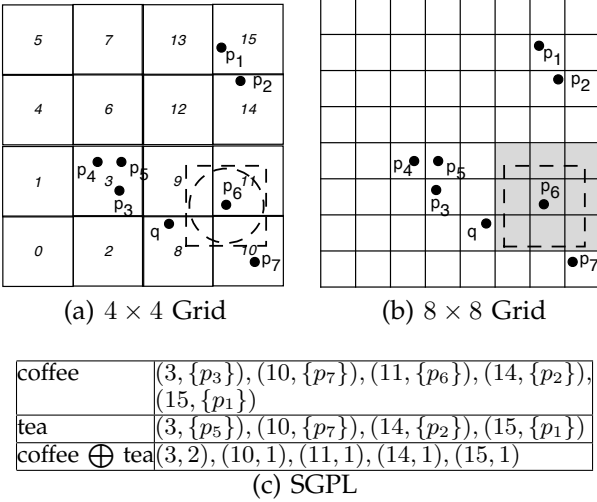 5 7 13 15
p1
p2
4 6 12 14
p4 p5
1 3 9 11
p6
p3
q
0 2 8 10
p7
(a) 4 × 4 Grid
p1
p2
p4 p5
p6
p3
q
p7
(b) 8 × 8 Grid
coffee (3, {p3}), (10, {p7}), (11, {p6}), (14, {p2}),
(15, {p1})
tea (3, {p5}), (10, {p7}), (14, {p2}), (15, {p1})
coffee ⊕ tea (3, 2), (10, 1), (11, 1), (14, 1), (15, 1)
(c) SGPL